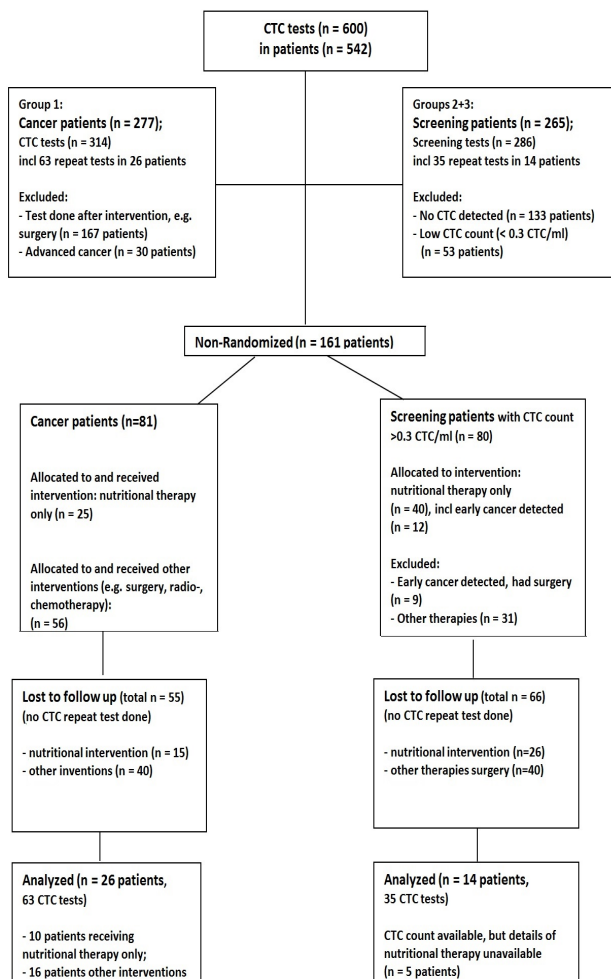 CTC tests (n = 600)
in patients (n = 542)
Group 1:
Cancer patients (n = 277);
CTC tests (n = 314)
incl 63 repeat tests in 26 patients
Excluded:
- Test done after intervention, e.g.
surgery (n = 167 patients)
- Advanced cancer (n = 30 patients)
Groups 2+3:
Screening patients (n = 265);
Screening tests (n = 286)
incl 35 repeat tests in 14 patients
Excluded:
- No CTC detected (n = 133 patients)
- Low CTC count (< 0.3 CTC/ml)
(n = 53 patients)
Non-Randomized (n = 161 patients)
Cancer patients (n=81)
Allocated to and received
intervention: nutritional therapy
only (n = 25)
Allocated to and received other
interventions (e.g. surgery, radio-,
chemotherapy):
(n = 56)
Screening patients with CTC count
>0.3 CTC/ml (n = 80)
Allocated to intervention:
nutritional therapy only
(n = 40), incl early cancer detected
(n = 12)
Excluded:
- Early cancer detected, had surgery
(n = 9)
- Other therapies (n = 31)
Lost to follow up (total n = 55)
(no CTC repeat test done)
- nutritional intervention (n = 15)
- other inventions (n = 40)
Lost to follow up (total n = 66)
(no CTC repeat test done)
- nutritional intervention (n=26)
- other therapies surgery (n=40)
Analyzed (n = 26 patients,
63 CTC tests)
- 10 patients receiving
nutritional therapy only;
- 16 patients other interventions
Analyzed (n = 14 patients,
35 CTC tests)
CTC count available, but details of
nutritional therapy unavailable
(n = 5 patients)